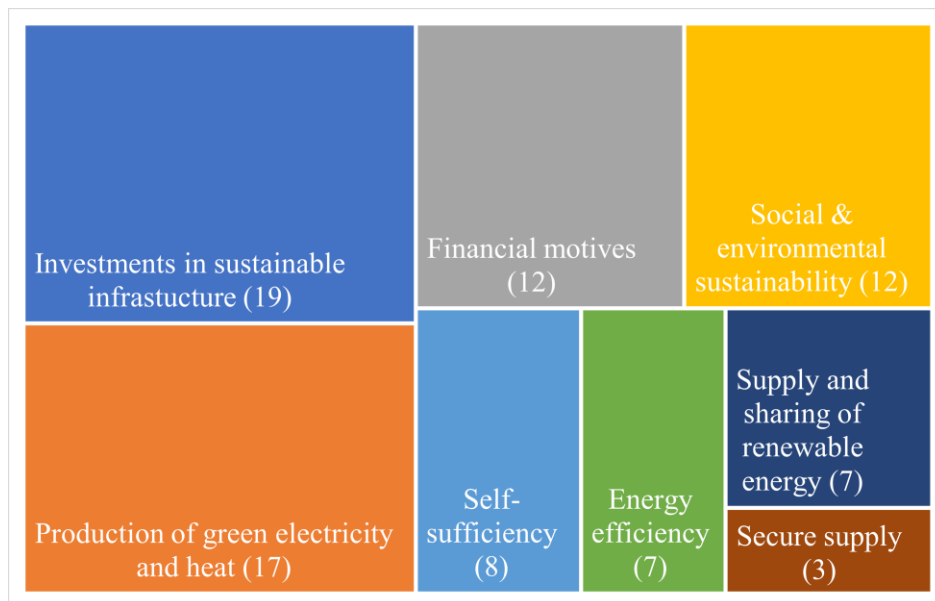 Investments in sustainable
infrastucture (19)
Financial motives
(12)
Social &
environmental
sustainability (12)
Production of green electricity
and heat (17)
Self-
sufficiency
(8)
Energy
efficiency
(7)
Supply and
sharing of
renewable
energy (7)
Secure supply
(3)